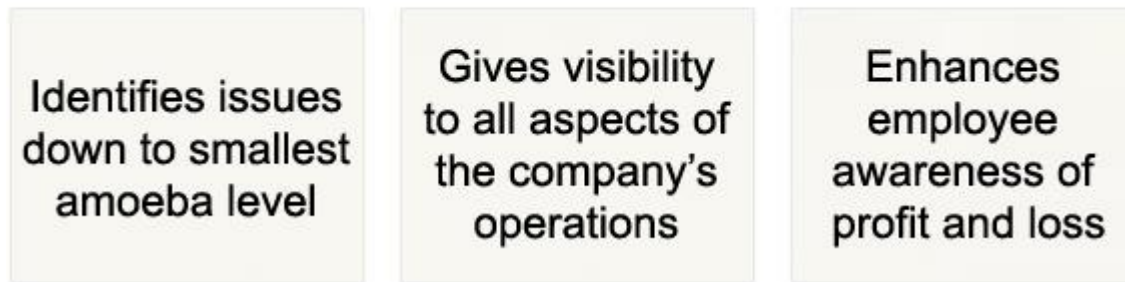 Identifies issues
down to smallest
amoeba level
Gives visibility
to all aspects of
the company’s
operations
Enhances
employee
awareness of
profit and loss